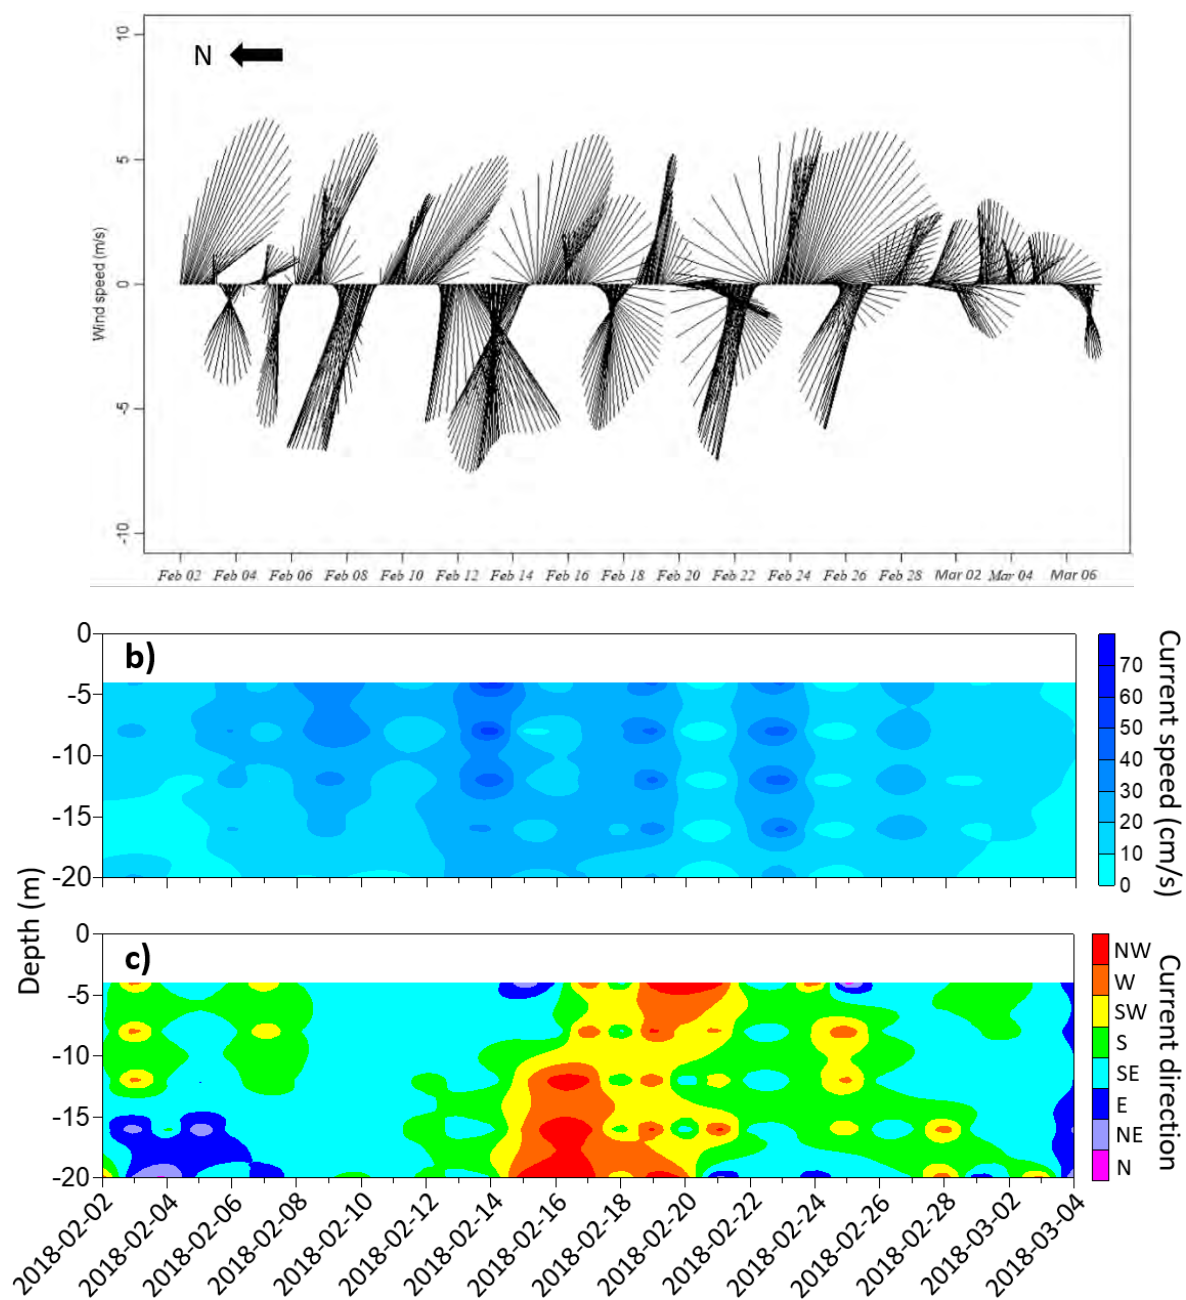 N
10
5
0
-5
-10
Wind speed (m/s)
Feb 02 Feb 04 Feb 06 Feb 08 Feb 10 Feb 12 Feb 14 Feb 16 Feb 18 Feb 20 Feb 22 Feb 24 Feb 26 Feb 28 Mar 02 Mar 04 Mar 06
b)
0
-5
-10
-15
-20
70
60
50
40
30
20
10
0
Current speed (cm/s)
Depth (m)
c)
0
-5
-10
-15
-20
NW
W
SW
S
SE
E
NE
N
Current direction
2018-02-02
2018-02-04
2018-02-06
2018-02-08
2018-02-10
2018-02-12
2018-02-14
2018-02-16
2018-02-18
2018-02-20
2018-02-22
2018-02-24
2018-02-26
2018-02-28
2018-03-02
2018-03-04